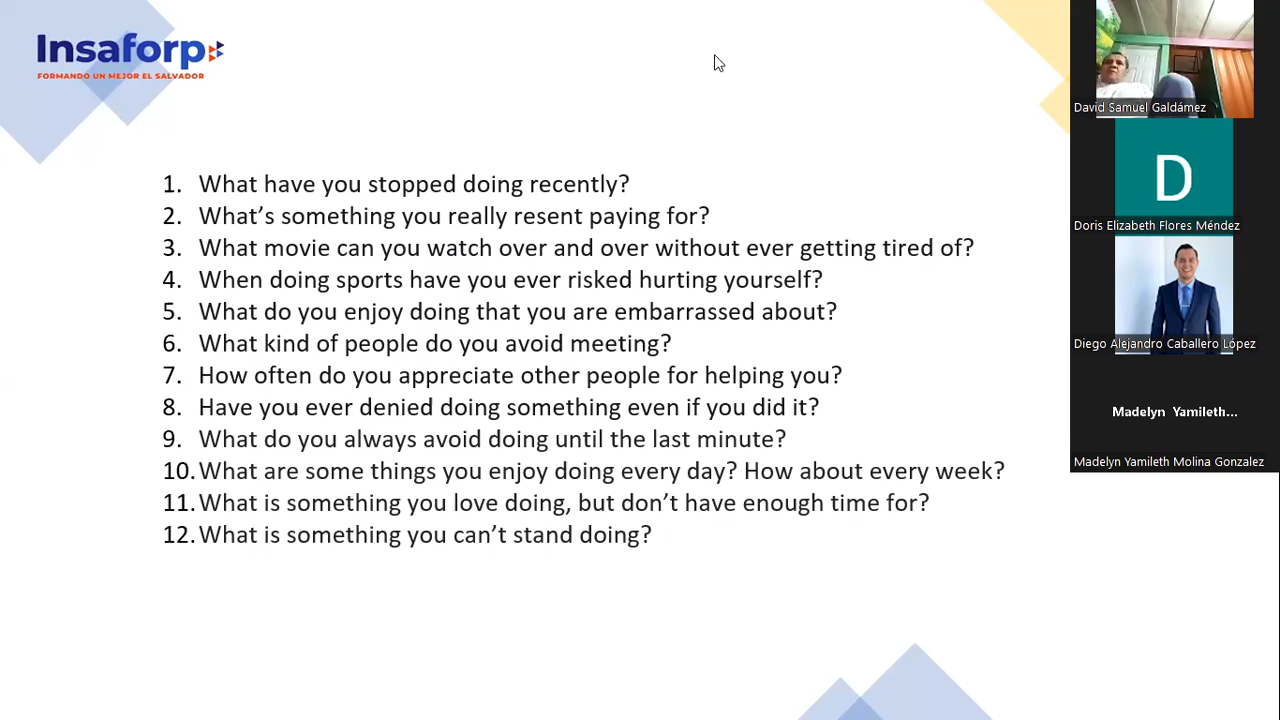 Insaforp
FORMANDO UN MEJOR EL SALVADOR
1. What have you stopped doing recently?
2. What’s something you really resent paying for?
3. What movie can you watch over and over without ever getting tired of?
4. When doing sports have you ever risked hurting yourself?
5. What do you enjoy doing that you are embarrassed about?
6. What kind of people do you avoid meeting?
7. How often do you appreciate other people for helping you?
8. Have you ever denied doing something even if you did it?
9. What do you always avoid doing until the last minute?
10. What are some things you enjoy doing every day? How about every week?
11. What is something you love doing, but don’t have enough time for?
12. What is something you can’t stand doing?
David Samuel Galdámez
D
Doris Elizabeth Flores Méndez
Diego Alejandro Caballero López
Madelyn Yamileth...
Madelyn Yamileth Molina Gonzalez